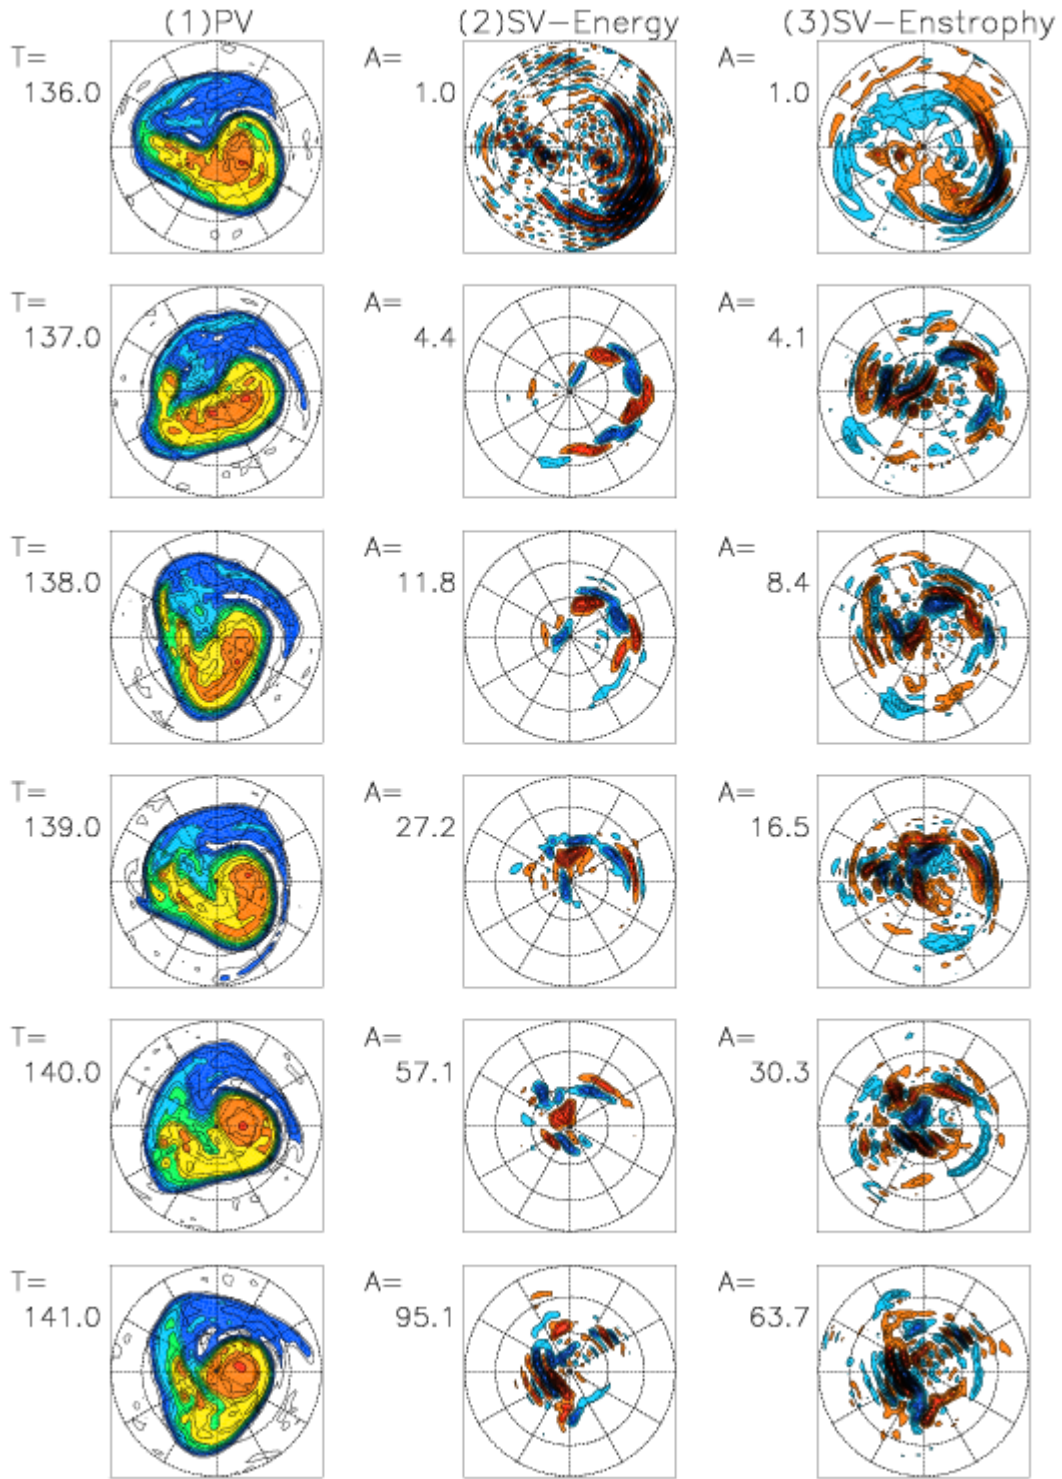 (1)PV (2)SV-Energy (3)SV-Enstrophy
T= A= A=
136.0 1.0 1.0
T= A= A=
137.0 4.4 4.1
T= A= A=
138.0 11.8 8.4
T= A= A=
139.0 27.2 16.5
T= A= A=
140.0 57.1 30.3
T= A= A=
141.0 95.1 63.7